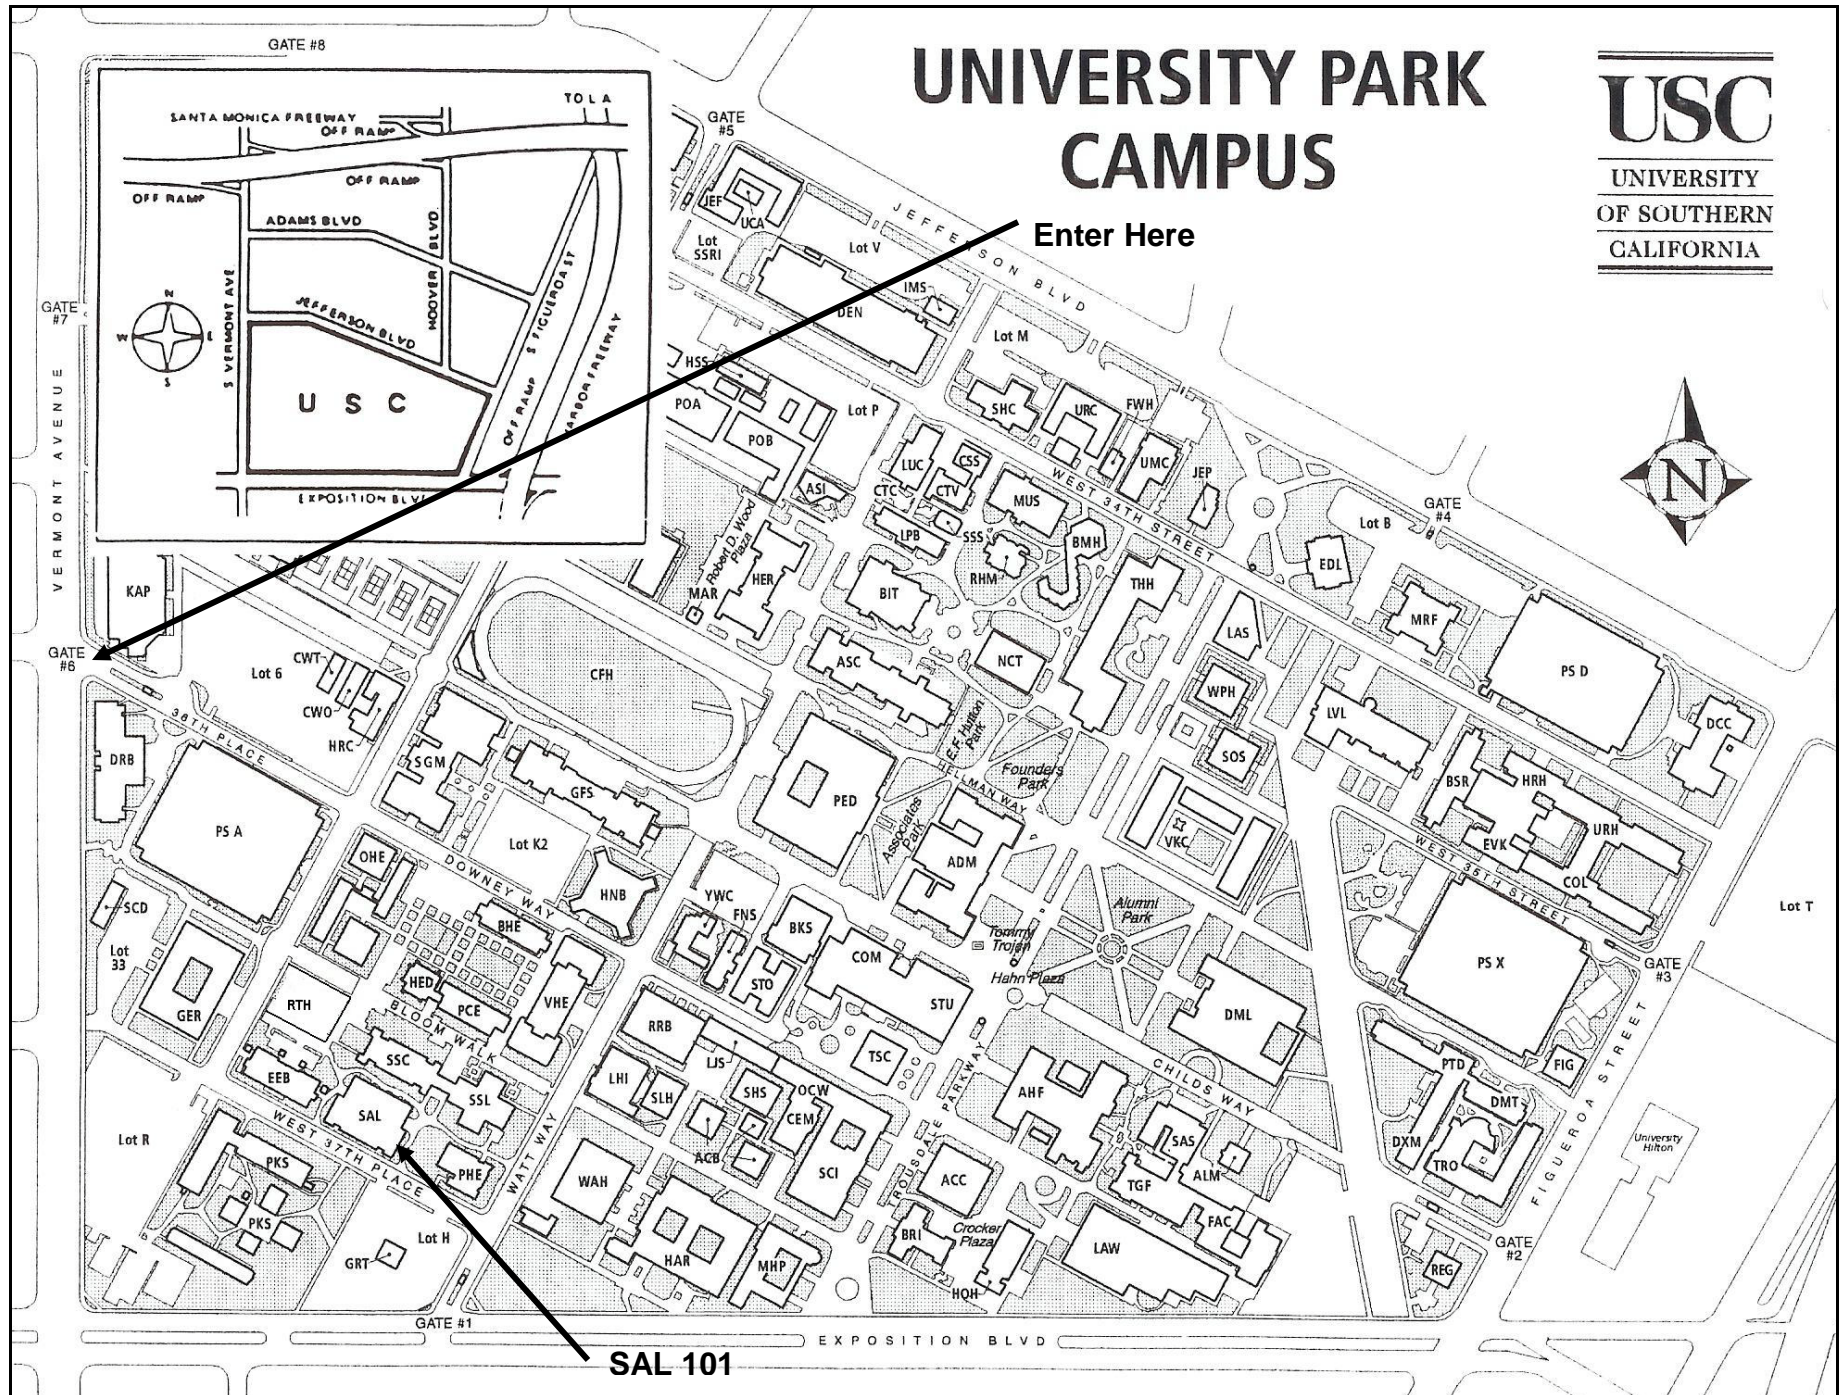 UNIVERSITY PARK
CAMPUS
USC
UNIVERSITY
OF SOUTHERN
CALIFORNIA
Enter Here
GATE #8
TO L A
SANTA MONICA FREEWAY
OFF RAMP
OFF RAMP
OFF RAMP
ADAMS BLVD
HOOVER BLVD
S VERMONT AVE
JEFFERSON BLVD
S FIGUEROA ST
HARBOR FREEWAY
OFF RAMP
N
W
E
S
U S C
EXPOSITION BLVD
GATE
#5
JEF
UCA
Lot
SSRI
Lot V
JEFFERSON BLVD
IMS
DEN
Lot M
GATE
#7
VERMONT AVENUE
HSS
POA
POB
Lot P
SHC
URC
FWH
UMC
JEP
LUC
CSS
CTC
CTV
MUS
ASI
LPB
SSS
BMH
RHM
WEST 34TH STREET
Lot B
GATE
#4
N
EDL
Robert D. Wood
Plaza
HER
MAR
BIT
THH
LAS
MRF
PS D
KAP
GATE
#6
CWT
Lot 6
CWO
HRC
CFH
ASC
NCT
WPH
LVL
DCC
36TH PLACE
DRB
SGM
GFS
PED
E.F. Hutton
Park
HELLMAN WAY
Founders
Park
SOS
BSR
HRH
URH
EVK
COL
WEST 35TH STREET
PS A
Lot K2
Associates
Park
ADM
VKC
OHE
DOWNEY WAY
HNB
YWC
FNS
BKS
Alumni
Park
Lot T
SCD
BHE
Tommy
Trojan
COM
STU
Hahn Plaza
PS X
GATE
#3
Lot
33
GER
RTH
HED
PCE
VHE
STO
BLOOM WALK
RRB
LJS
TSC
DML
SSC
EEB
SAL
SSL
LHI
SLH
SHS
OCW
CEM
AHF
CHILDS WAY
PTD
FIG
DMT
FIGUEROA STREET
Lot R
WEST 37TH PLACE
PKS
PHE
WATT WAY
ACB
SCI
ROUSDALE PARKWAY
SAS
ALM
TGF
DXM
TRO
University
Hilton
PKS
WAH
ACC
FAC
Lot H
GRT
HAR
MHP
BRI
Crocker
Plaza
HOH
LAW
REG
GATE
#2
GATE #1
EXPOSITION BLVD
SAL 101